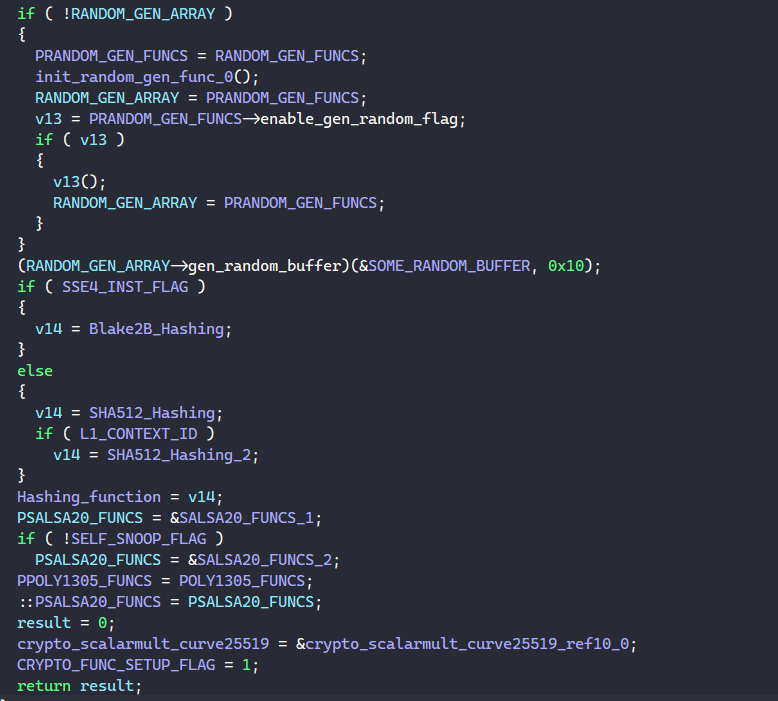 if ( !RANDOM_GEN_ARRAY )
{
PRANDOM_GEN_FUNCS = RANDOM_GEN_FUNCS;
init_random_gen_func_0();
RANDOM_GEN_ARRAY = PRANDOM_GEN_FUNCS;
v13 = PRANDOM_GEN_FUNCS->enable_gen_random_flag;
if ( v13 )
{
v13();
RANDOM_GEN_ARRAY = PRANDOM_GEN_FUNCS;
}
}
(RANDOM_GEN_ARRAY->gen_random_buffer)(&SOME_RANDOM_BUFFER, 0x10);
if ( SSE4_INST_FLAG )
{
v14 = Blake2B_Hashing;
}
else
{
v14 = SHA512_Hashing;
if ( L1_CONTEXT_ID )
v14 = SHA512_Hashing_2;
}
Hashing_function = v14;
PSALSA20_FUNCS = &SALSA20_FUNCS_1;
if ( !SELF_SNOOP_FLAG )
PSALSA20_FUNCS = &SALSA20_FUNCS_2;
PPOLY1305_FUNCS = POLY1305_FUNCS;
::PSALSA20_FUNCS = PSALSA20_FUNCS;
result = 0;
crypto_scalarmult_curve25519 = &crypto_scalarmult_curve25519_ref10_0;
CRYPTO_FUNC_SETUP_FLAG = 1;
return result;